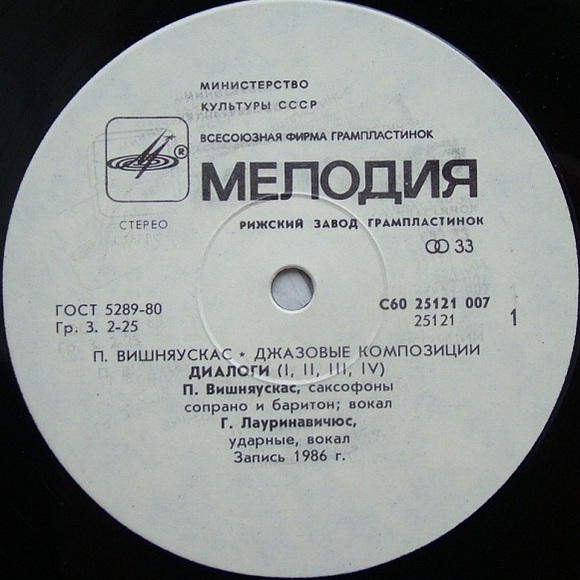 МИНИСТЕРСТВО
КУЛЬТУРЫ СССР
ВСЕСОЮЗНАЯ ФИРМА ГРАМПЛАСТИНОК
®
МЕЛОДИЯ
СТЕРЕО
РИЖСКИЙ ЗАВОД ГРАМПЛАСТИНОК
33
ГОСТ 5289-80
С60 25121 007
Гр. 3. 2-25
25121
1
П. ВИШНЯУСКАС ★ ДЖАЗОВЫЕ КОМПОЗИЦИИ
ДИАЛОГИ (I, II, III, IV)
П. Вишняускас, саксофоны
сопрано и баритон; вокал
Г. Лауринавичюс,
ударные, вокал
Запись 1986 г.